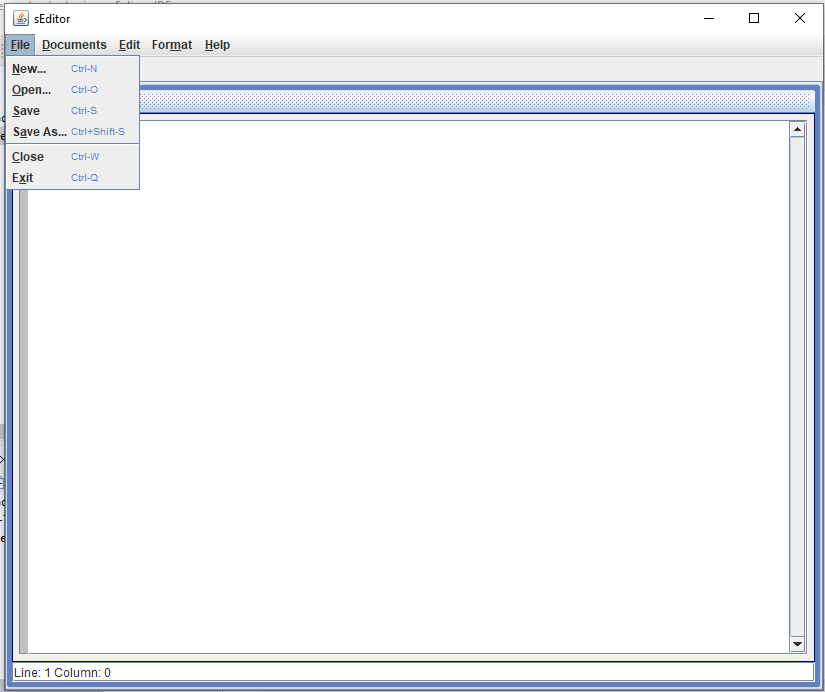 sEditor
File Documents Edit Format Help
New... Ctrl-N
Open... Ctrl-O
Save Ctrl-S
Save As... Ctrl+Shift-S
Close Ctrl-W
Exit Ctrl-Q
Line: 1 Column: 0